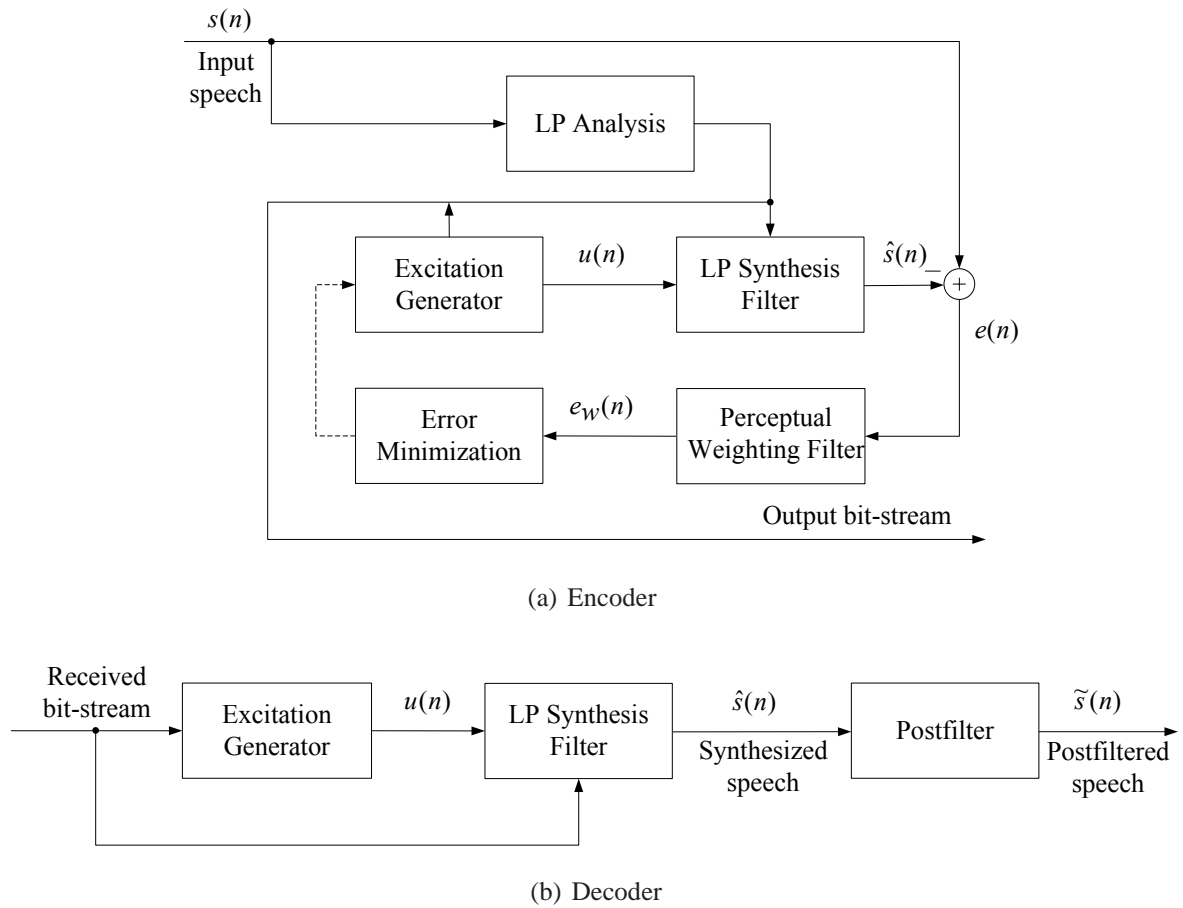 s(n)
Input
speech
LP Analysis
Excitation
Generator
u(n)
LP Synthesis
Filter
ŝ(n)
−
+
e(n)
Error
Minimization
e_W(n)
Perceptual
Weighting Filter
Output bit-stream
(a) Encoder
Received
bit-stream
Excitation
Generator
u(n)
LP Synthesis
Filter
ŝ(n)
Synthesized
speech
Postfilter
s̃(n)
Postfiltered
speech
(b) Decoder